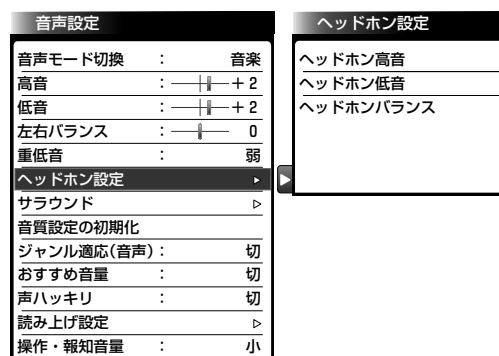 音声設定
音声モード切換 : 音楽
高音 : +2
低音 : +2
左右バランス : 0
重低音 : 弱
ヘッドホン設定
サラウンド
音質設定の初期化
ジャンル適応(音声) : 切
おすすめ音量 : 切
声ハッキリ : 切
読み上げ設定
操作・報知音量 : 小
ヘッドホン設定
ヘッドホン高音
ヘッドホン低音
ヘッドホンバランス